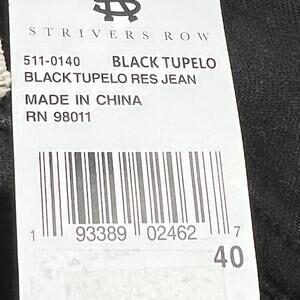 STRIVERS ROW
511-0140 BLACK TUPELO
BLACKTUPELO RES JEAN
MADE IN CHINA
RN 98011
1 93389 02462 7
40